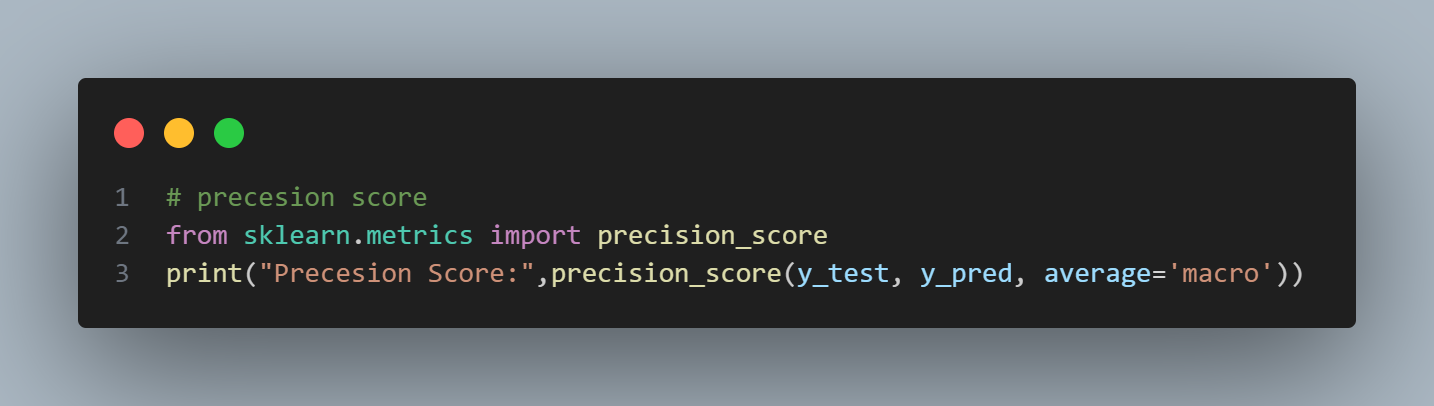 1 # precesion score
2 from sklearn.metrics import precision_score
3 print("Precesion Score:",precision_score(y_test, y_pred, average='macro'))